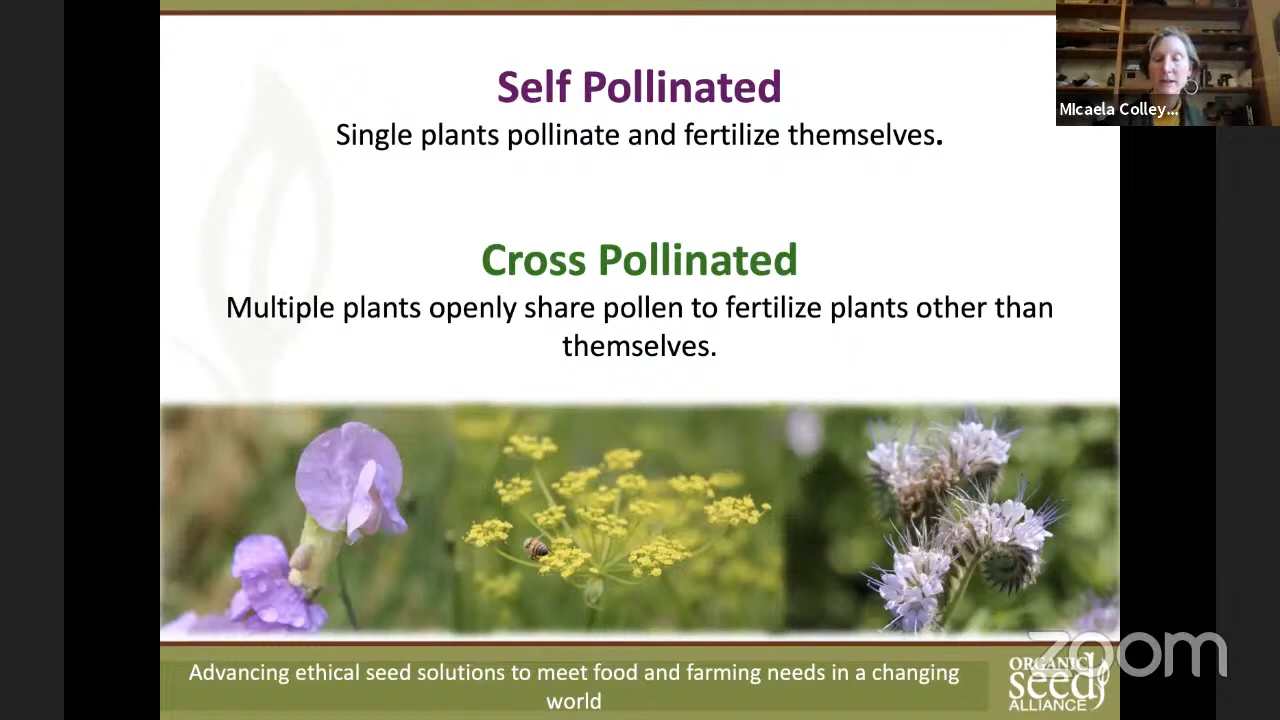 Self Pollinated
Single plants pollinate and fertilize themselves.
Cross Pollinated
Multiple plants openly share pollen to fertilize plants other than
themselves.
MIcaela Colley...
Advancing ethical seed solutions to meet food and farming needs in a changing
world
ORGANIC
seed
ALLIANCE
zoom